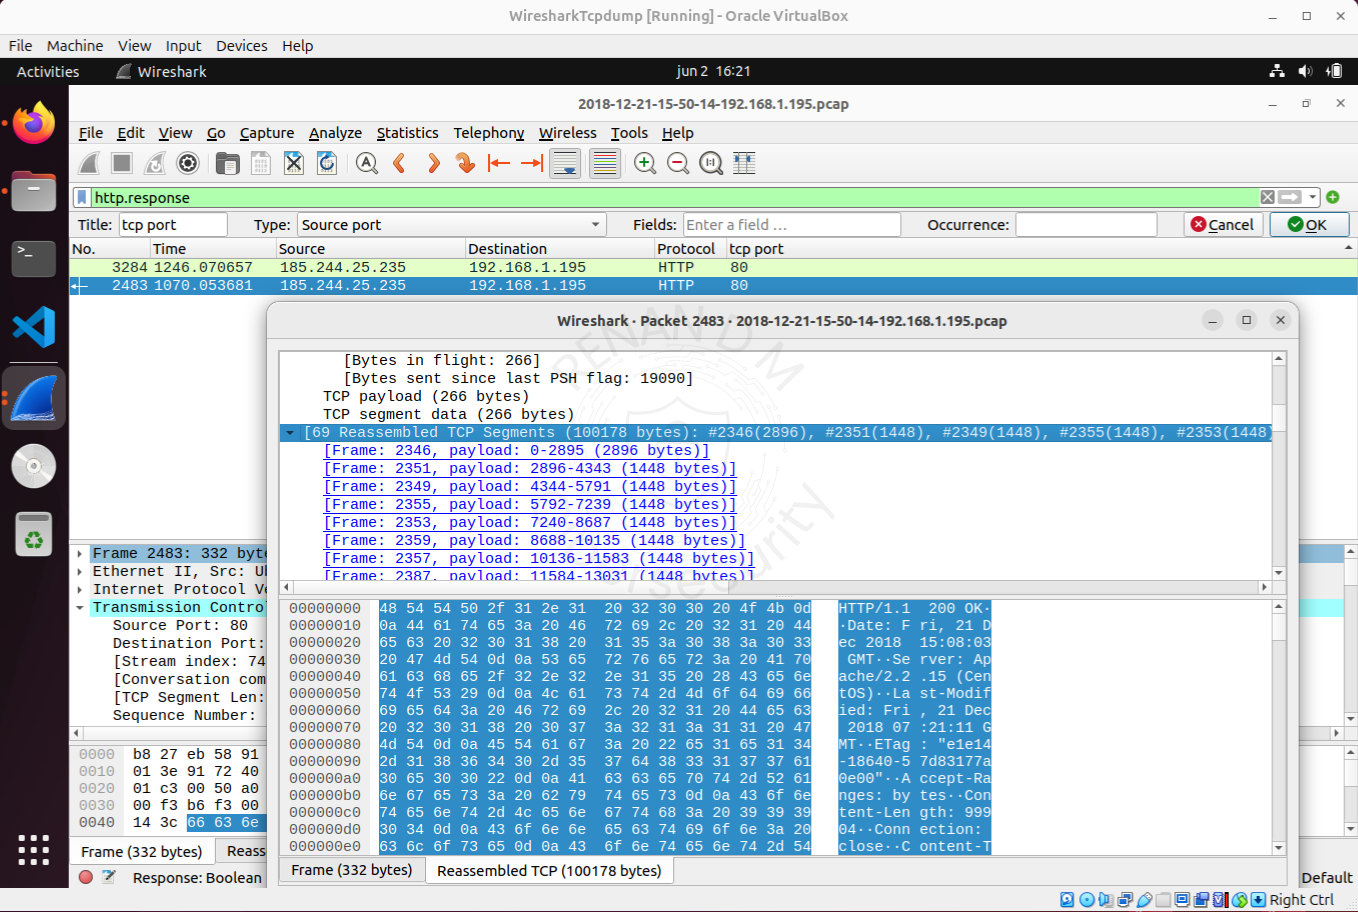 WiresharkTcpdump [Running] - Oracle VirtualBox
File Machine View Input Devices Help
Activities Wireshark jun 2 16:21
2018-12-21-15-50-14-192.168.1.195.pcap
File Edit View Go Capture Analyze Statistics Telephony Wireless Tools Help
http.response
Title: tcp port Type: Source port Fields: Enter a field … Occurrence: Cancel OK
No. Time Source Destination Protocol tcp port
3284 1246.070657 185.244.25.235 192.168.1.195 HTTP 80
2483 1070.053681 185.244.25.235 192.168.1.195 HTTP 80
Wireshark · Packet 2483 · 2018-12-21-15-50-14-192.168.1.195.pcap
RENAN D M
security
[Bytes in flight: 266]
[Bytes sent since last PSH flag: 19090]
TCP payload (266 bytes)
TCP segment data (266 bytes)
[69 Reassembled TCP Segments (100178 bytes): #2346(2896), #2351(1448), #2349(1448), #2355(1448), #2353(1448)
[Frame: 2346, payload: 0-2895 (2896 bytes)]
[Frame: 2351, payload: 2896-4343 (1448 bytes)]
[Frame: 2349, payload: 4344-5791 (1448 bytes)]
[Frame: 2355, payload: 5792-7239 (1448 bytes)]
[Frame: 2353, payload: 7240-8687 (1448 bytes)]
[Frame: 2359, payload: 8688-10135 (1448 bytes)]
[Frame: 2357, payload: 10136-11583 (1448 bytes)]
[Frame: 2387, payload: 11584-13031 (1448 bytes)]
00000000 48 54 54 50 2f 31 2e 31 20 32 30 30 20 4f 4b 0d HTTP/1.1 200 OK·
00000010 0a 44 61 74 65 3a 20 46 72 69 2c 20 32 31 20 44 ·Date: F ri, 21 D
00000020 65 63 20 32 30 31 38 20 31 35 3a 30 38 3a 30 33 ec 2018 15:08:03
00000030 20 47 4d 54 0d 0a 53 65 72 76 65 72 3a 20 41 70 GMT··Se rver: Ap
00000040 61 63 68 65 2f 32 2e 32 2e 31 35 20 28 43 65 6e ache/2.2 .15 (Cen
00000050 74 4f 53 29 0d 0a 4c 61 73 74 2d 4d 6f 64 69 66 tOS)··La st-Modif
00000060 69 65 64 3a 20 46 72 69 2c 20 32 31 20 44 65 63 ied: Fri , 21 Dec
00000070 20 32 30 31 38 20 30 37 3a 32 31 3a 31 31 20 47 2018 07 :21:11 G
00000080 4d 54 0d 0a 45 54 61 67 3a 20 22 65 31 65 31 34 MT··ETag : "e1e14
00000090 2d 31 38 36 34 30 2d 35 37 64 38 33 31 37 37 61 -18640-5 7d83177a
000000a0 30 65 30 30 22 0d 0a 41 63 63 65 70 74 2d 52 61 0e00"··A ccept-Ra
000000b0 6e 67 65 73 3a 20 62 79 74 65 73 0d 0a 43 6f 6e nges: by tes··Con
000000c0 74 65 6e 74 2d 4c 65 6e 67 74 68 3a 20 39 39 39 tent-Len gth: 999
000000d0 30 34 0d 0a 43 6f 6e 6e 65 63 74 69 6f 6e 3a 20 04··Conn ection:
000000e0 63 6c 6f 73 65 0d 0a 43 6f 6e 74 65 6e 74 2d 54 close··C ontent-T
Frame (332 bytes) Reassembled TCP (100178 bytes)
Frame 2483: 332 byte
Ethernet II, Src: U
Internet Protocol Ve
Transmission Contro
Source Port: 80
Destination Port:
[Stream index: 74
[Conversation com
[TCP Segment Len:
Sequence Number:
0000 b8 27 eb 58 91
0010 01 3e 91 72 40
0020 01 c3 00 50 a0
0030 00 f3 b6 f3 00
0040 14 3c 66 63 6e
Frame (332 bytes) Reass
Response: Boolean Default
Right Ctrl